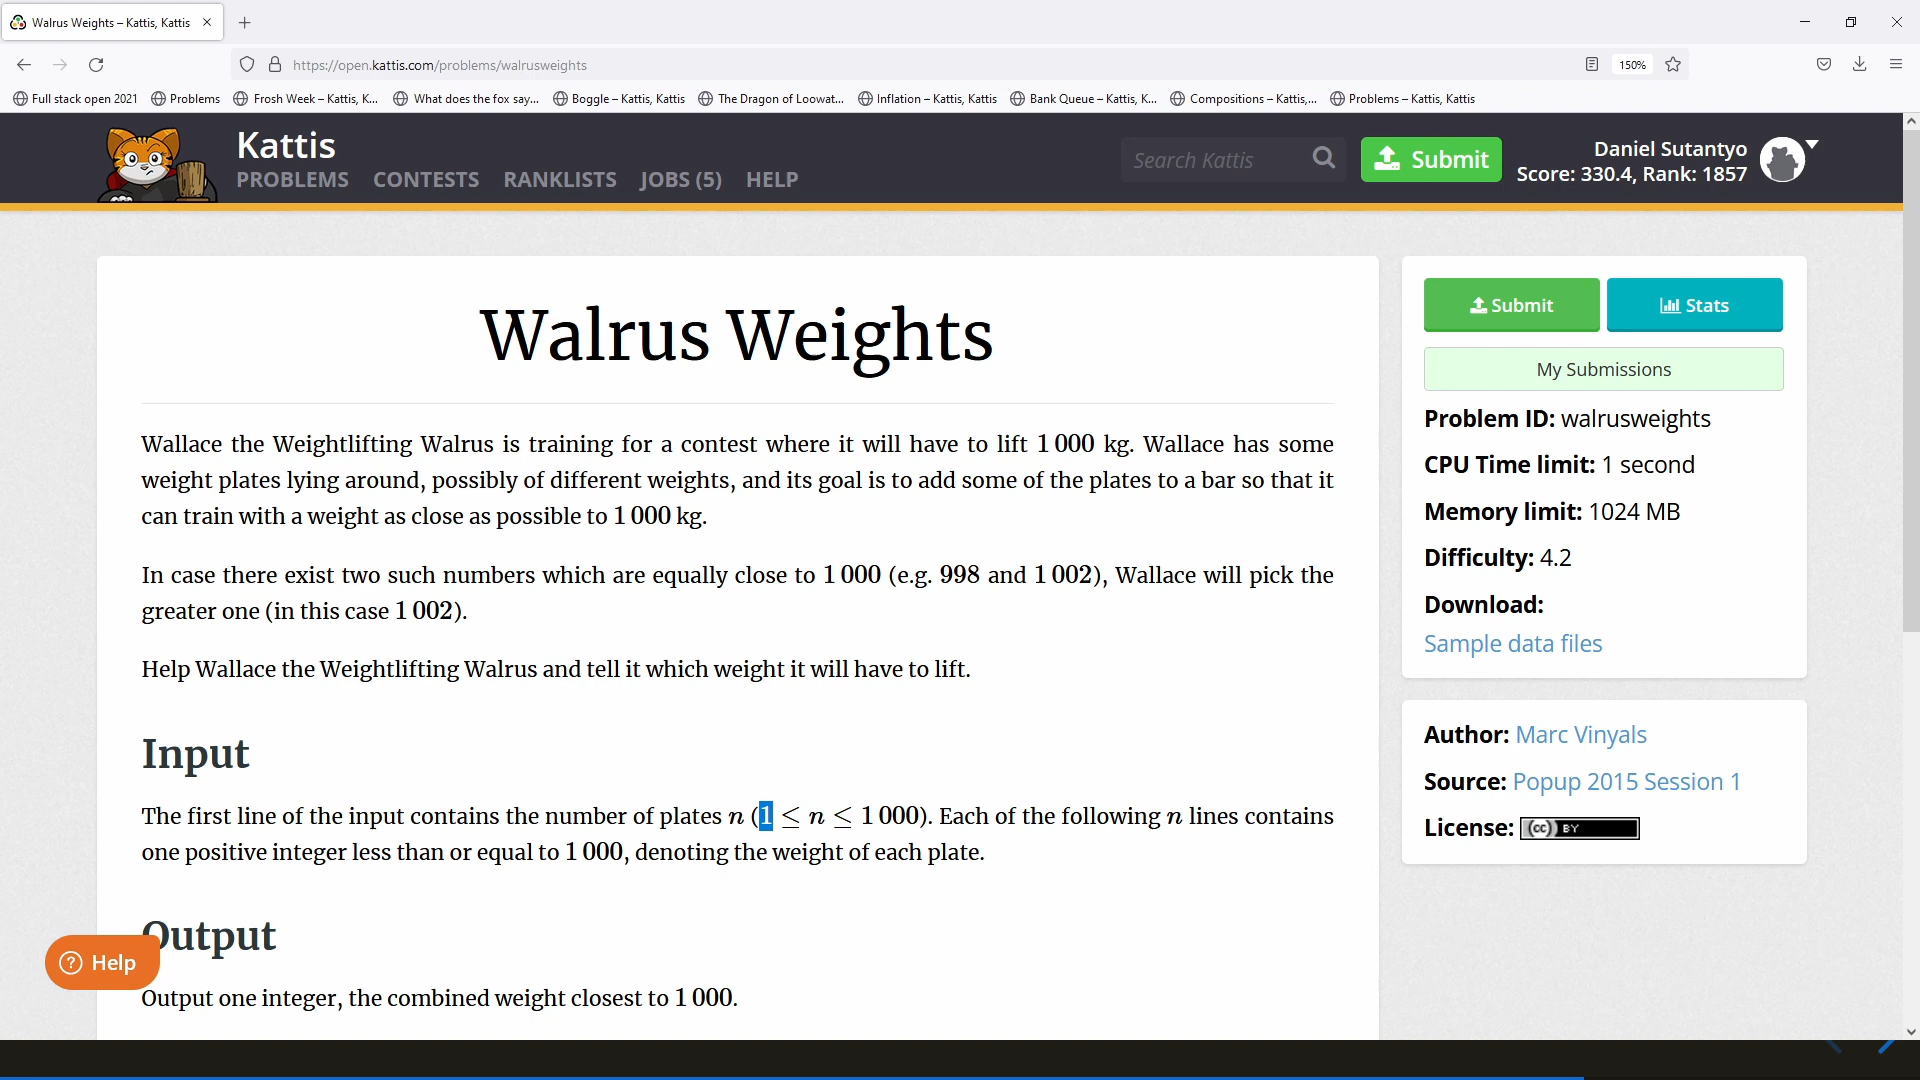 Walrus Weights – Kattis, Kattis
https://open.kattis.com/problems/walrusweights
150%
Full stack open 2021 Problems Frosh Week – Kattis, K... What does the fox say... Boggle – Kattis, Kattis The Dragon of Loowat... Inflation – Kattis, Kattis Bank Queue – Kattis, K... Compositions – Kattis,... Problems – Kattis, Kattis
Kattis
PROBLEMS CONTESTS RANKLISTS JOBS (5) HELP
Search Kattis
Submit
Daniel Sutantyo
Score: 330.4, Rank: 1857
Walrus Weights
Wallace the Weightlifting Walrus is training for a contest where it will have to lift 1 000 kg. Wallace has some
weight plates lying around, possibly of different weights, and its goal is to add some of the plates to a bar so that it
can train with a weight as close as possible to 1 000 kg.
In case there exist two such numbers which are equally close to 1 000 (e.g. 998 and 1 002), Wallace will pick the
greater one (in this case 1 002).
Help Wallace the Weightlifting Walrus and tell it which weight it will have to lift.
Input
The first line of the input contains the number of plates n (1 ≤ n ≤ 1 000). Each of the following n lines contains
one positive integer less than or equal to 1 000, denoting the weight of each plate.
Output
Output one integer, the combined weight closest to 1 000.
Help
Submit Stats
My Submissions
Problem ID: walrusweights
CPU Time limit: 1 second
Memory limit: 1024 MB
Difficulty: 4.2
Download:
Sample data files
Author: Marc Vinyals
Source: Popup 2015 Session 1
License: (cc) BY